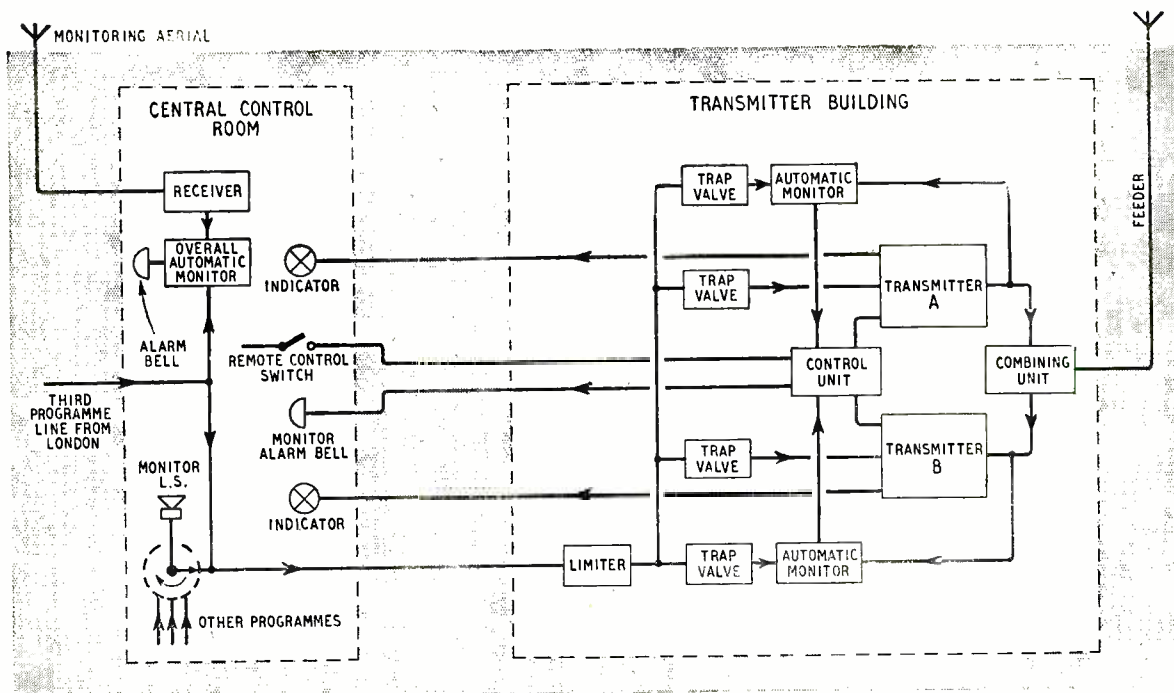 MONITORING AERIAL
CENTRAL CONTROL
ROOM
RECEIVER
OVERALL
AUTOMATIC
MONITOR
INDICATOR
ALARM
BELL
REMOTE CONTROL
SWITCH
THIRD
PROGRAMME
LINE FROM
LONDON
MONITOR
ALARM BELL
MONITOR
L.S.
INDICATOR
OTHER PROGRAMMES
TRANSMITTER BUILDING
TRAP
VALVE
AUTOMATIC
MONITOR
TRAP
VALVE
TRANSMITTER
A
CONTROL
UNIT
COMBINING
UNIT
TRAP
VALVE
TRANSMITTER
B
LIMITER
TRAP
VALVE
AUTOMATIC
MONITOR
FEEDER